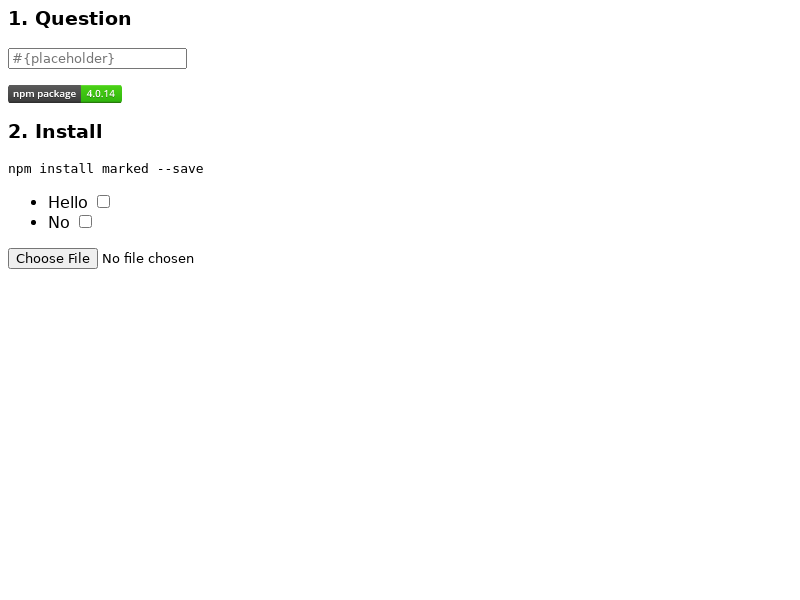 1. Question
#{placeholder}
npm package 4.0.14
2. Install
npm install marked --save
Hello
No
Choose File No file chosen